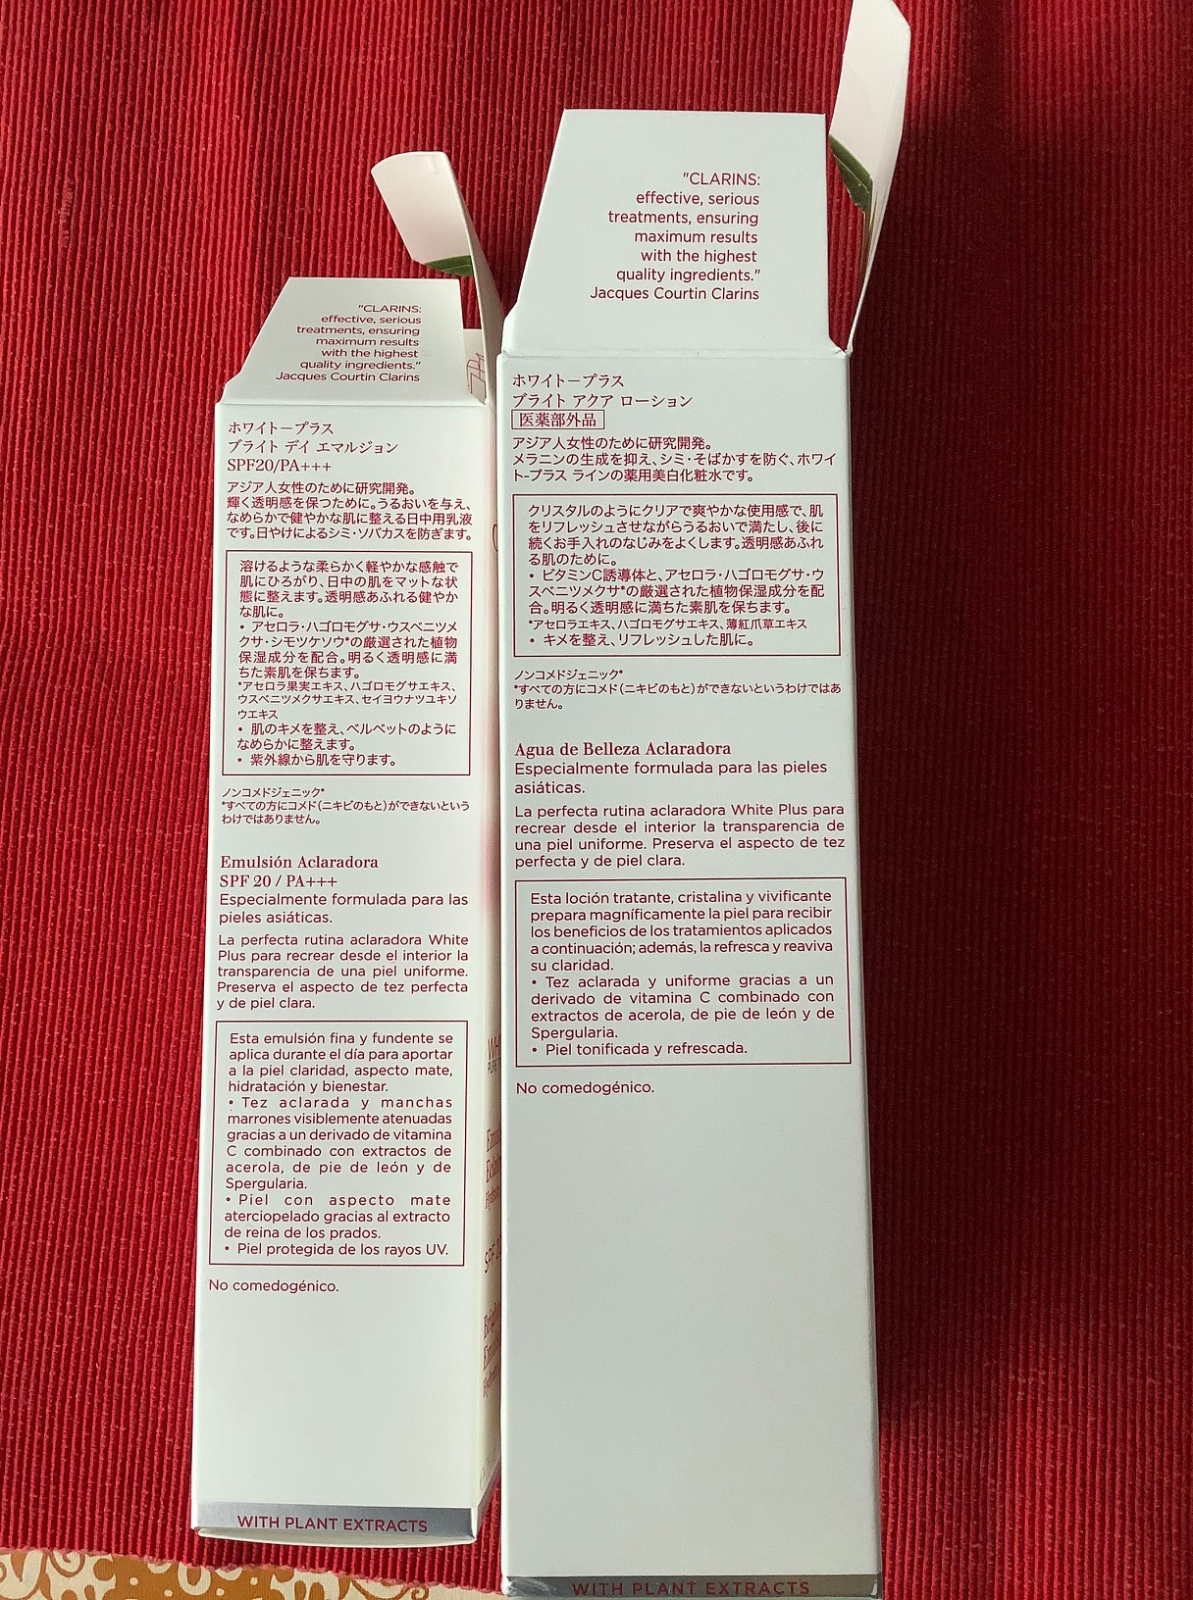 "CLARINS:
effective, serious
treatments, ensuring
maximum results
with the highest
quality ingredients."
Jacques Courtin Clarins
ホワイトープラス
ブライト デイ エマルジョン
SPF20/PA+++
アジア人女性のために研究開発。
輝く透明感を保つために。うるおいを与え、
なめらかで健やかな肌に整える日中用乳液
です。日やけによるシミ・ソバカスを防ぎます。
溶けるような柔らかく軽やかな感触で
肌にひろがり、日中の肌をマットな状
態に整えます。透明感あふれる健やか
な肌に。
• アセロラ・ハゴロモグサ・ウスベニツメ
クサ・シモツケソウ*の厳選された植物
保湿成分を配合。明るく透明感に満
ちた素肌を保ちます。
*アセロラ果実エキス、ハゴロモグサエキス、
ウスベニツメクサエキス、セイヨウナツユキソ
ウエキス
• 肌のキメを整え、ベルベットのように
なめらかに整えます。
• 紫外線から肌を守ります。
ノンコメドジェニック*
*すべての方にコメド(ニキビのもと)ができないという
わけではありません。
Emulsión Aclaradora
SPF 20 / PA+++
Especialmente formulada para las
pieles asiáticas.
La perfecta rutina aclaradora White
Plus para recrear desde el interior la
transparencia de una piel uniforme.
Preserva el aspecto de tez perfecta
y de piel clara.
Esta emulsión fina y fundente se
aplica durante el día para aportar
a la piel claridad, aspecto mate,
hidratación y bienestar.
• Tez aclarada y manchas
marrones visiblemente atenuadas
gracias a un derivado de vitamina
C combinado con extractos de
acerola, de pie de león y de
Spergularia.
• Piel con aspecto mate
aterciopelado gracias al extracto
de reina de los prados.
• Piel protegida de los rayos UV.
No comedogénico.
WITH PLANT EXTRACTS
"CLARINS:
effective, serious
treatments, ensuring
maximum results
with the highest
quality ingredients."
Jacques Courtin Clarins
ホワイトープラス
ブライト アクア ローション
医薬部外品
アジア人女性のために研究開発。
メラニンの生成を抑え、シミ・そばかすを防ぐ、ホワイ
ト-プラス ラインの薬用美白化粧水です。
クリスタルのようにクリアで爽やかな使用感で、肌
をリフレッシュさせながらうるおいで満たし、後に
続くお手入れのなじみをよくします。透明感あふれ
る肌のために。
• ビタミンC誘導体と、アセロラ・ハゴロモグサ・ウ
スベニツメクサ*の厳選された植物保湿成分を配
合。明るく透明感に満ちた素肌を保ちます。
*アセロラエキス、ハゴロモグサエキス、薄紅爪草エキス
• キメを整え、リフレッシュした肌に。
ノンコメドジェニック*
*すべての方にコメド(ニキビのもと)ができないというわけではあ
りません。
Agua de Belleza Aclaradora
Especialmente formulada para las pieles
asiáticas.
La perfecta rutina aclaradora White Plus para
recrear desde el interior la transparencia de
una piel uniforme. Preserva el aspecto de tez
perfecta y de piel clara.
Esta loción tratante, cristalina y vivificante
prepara magníficamente la piel para recibir
los beneficios de los tratamientos aplicados
a continuación; además, la refresca y reaviva
su claridad.
• Tez aclarada y uniforme gracias a un
derivado de vitamina C combinado con
extractos de acerola, de pie de león y de
Spergularia.
• Piel tonificada y refrescada.
No comedogénico.
WITH PLANT EXTRACTS